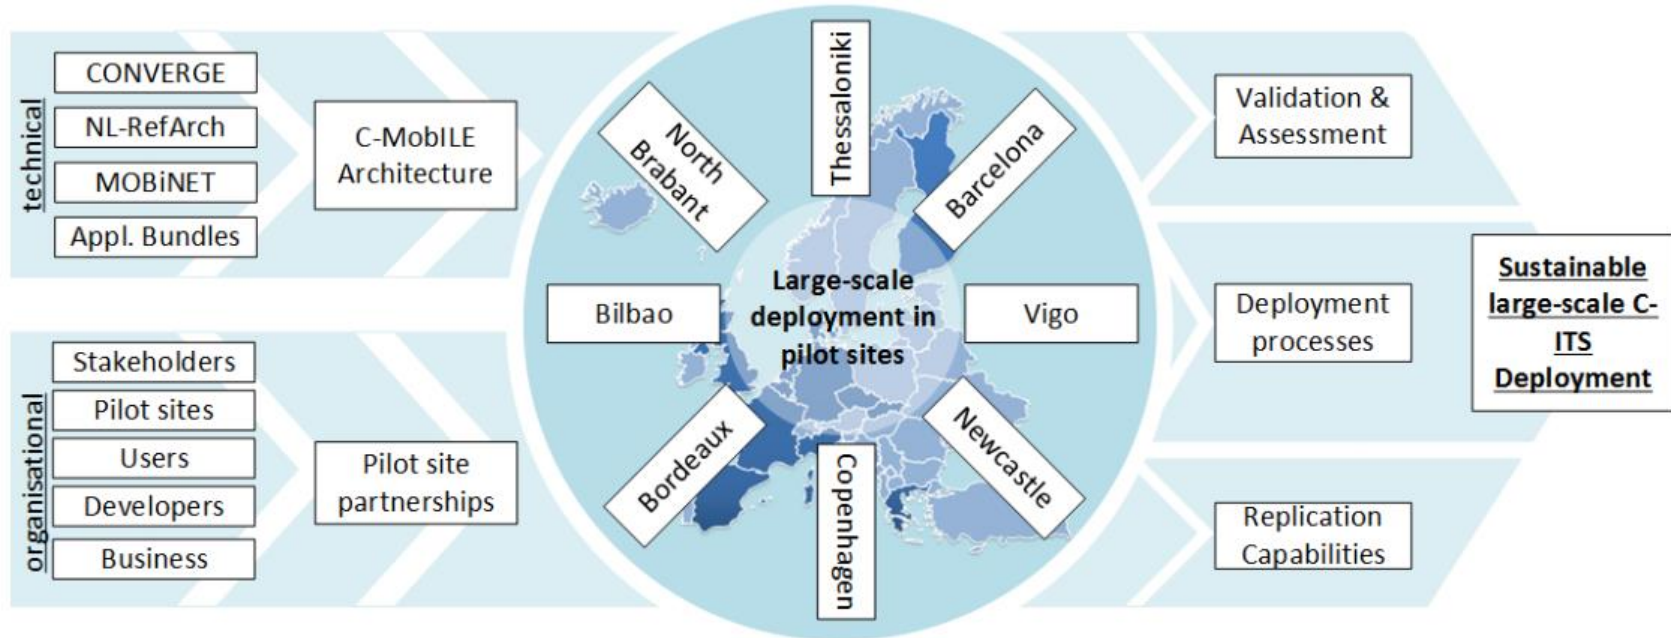 technical
CONVERGE
NL-RefArch
MOBiNET
Appl. Bundles
C-MobILE
Architecture
organisational
Stakeholders
Pilot sites
Users
Developers
Business
Pilot site
partnerships
Thesssaloniki
North
Brabant
Barcelona
Bilbao
Large-scale
deployment in
pilot sites
Vigo
Bordeaux
Copenhagen
Newcastle
Validation &
Assessment
Deployment
processes
Replication
Capabilities
Sustainable
large-scale C-
ITS
Deployment